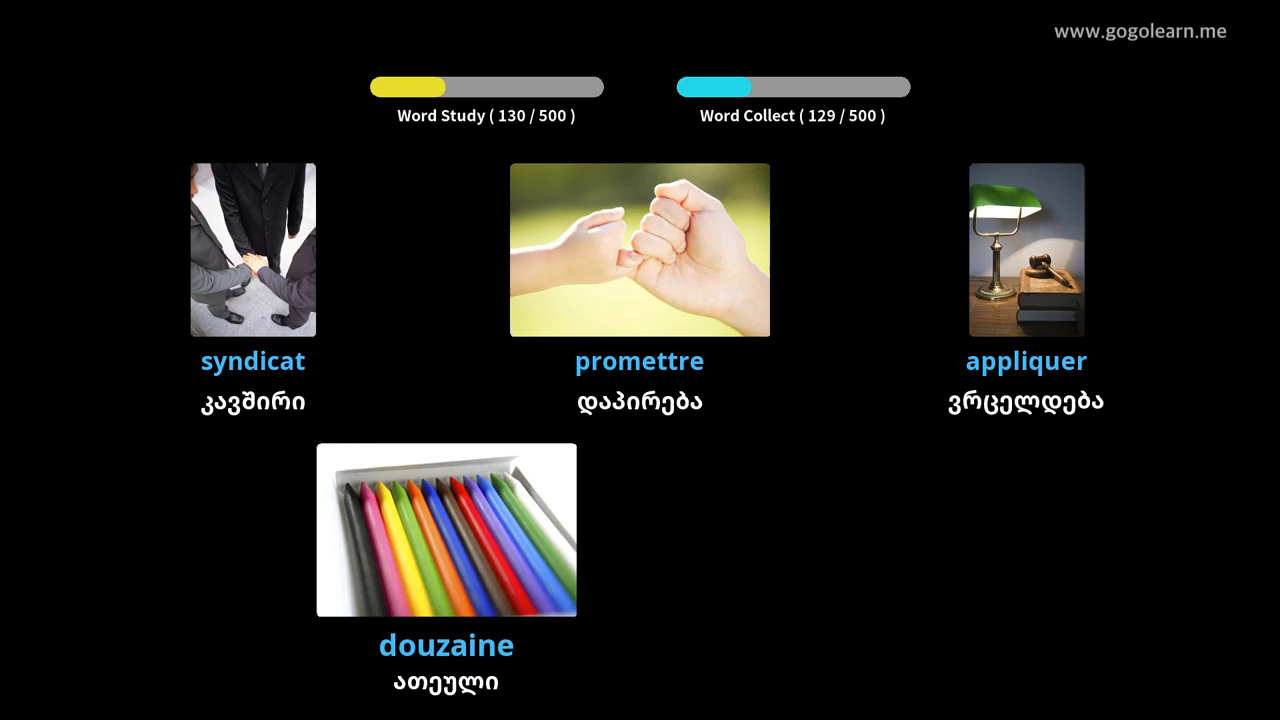 www.gogolearn.me
Word Study ( 130 / 500 )
Word Collect ( 129 / 500 )
syndicat
promettre
appliquer
კავშირი
დაპირება
ვრცელდება
douzaine
ათეული